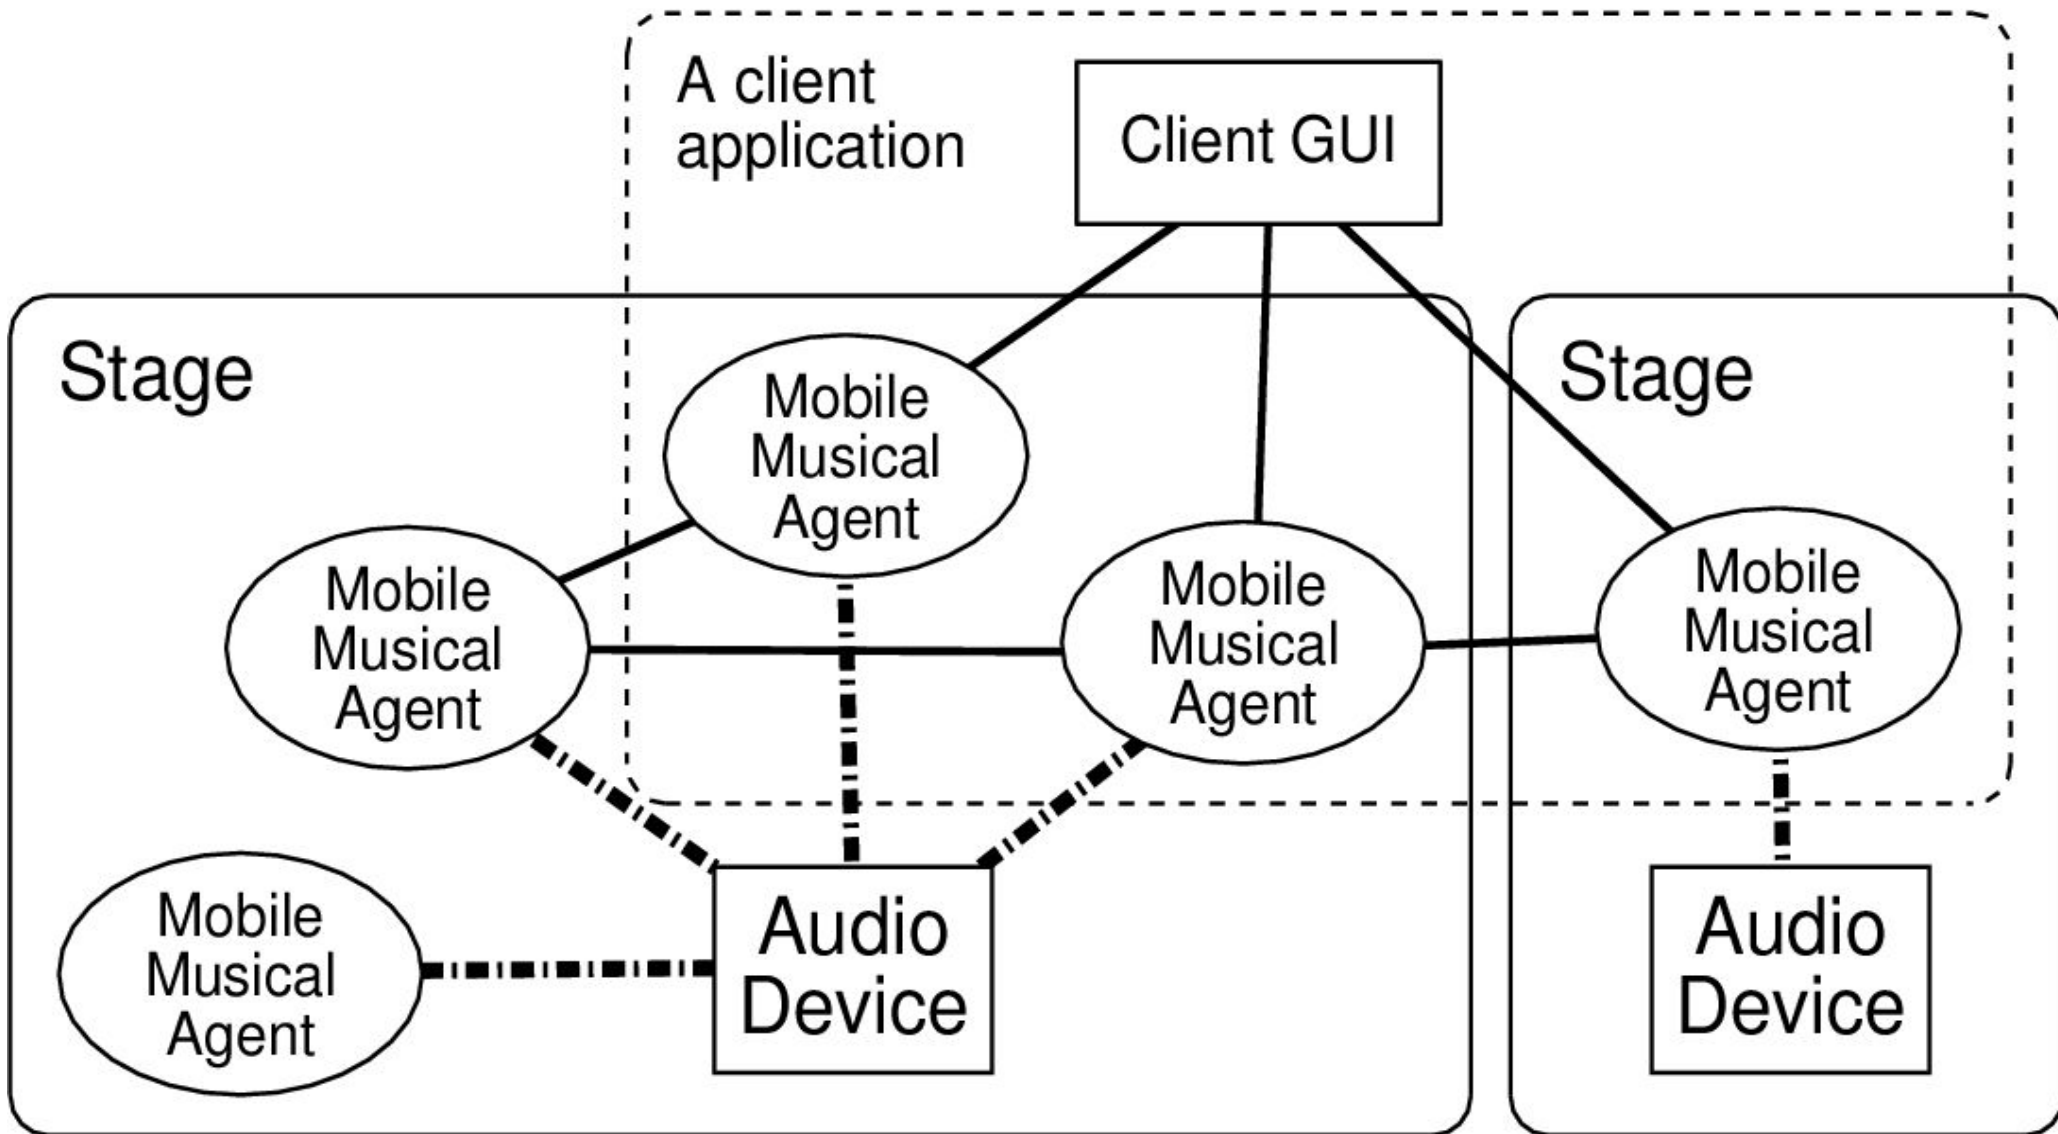 A client
application
Client GUI
Stage
Stage
Mobile
Musical
Agent
Mobile
Musical
Agent
Mobile
Musical
Agent
Mobile
Musical
Agent
Mobile
Musical
Agent
Audio
Device
Audio
Device